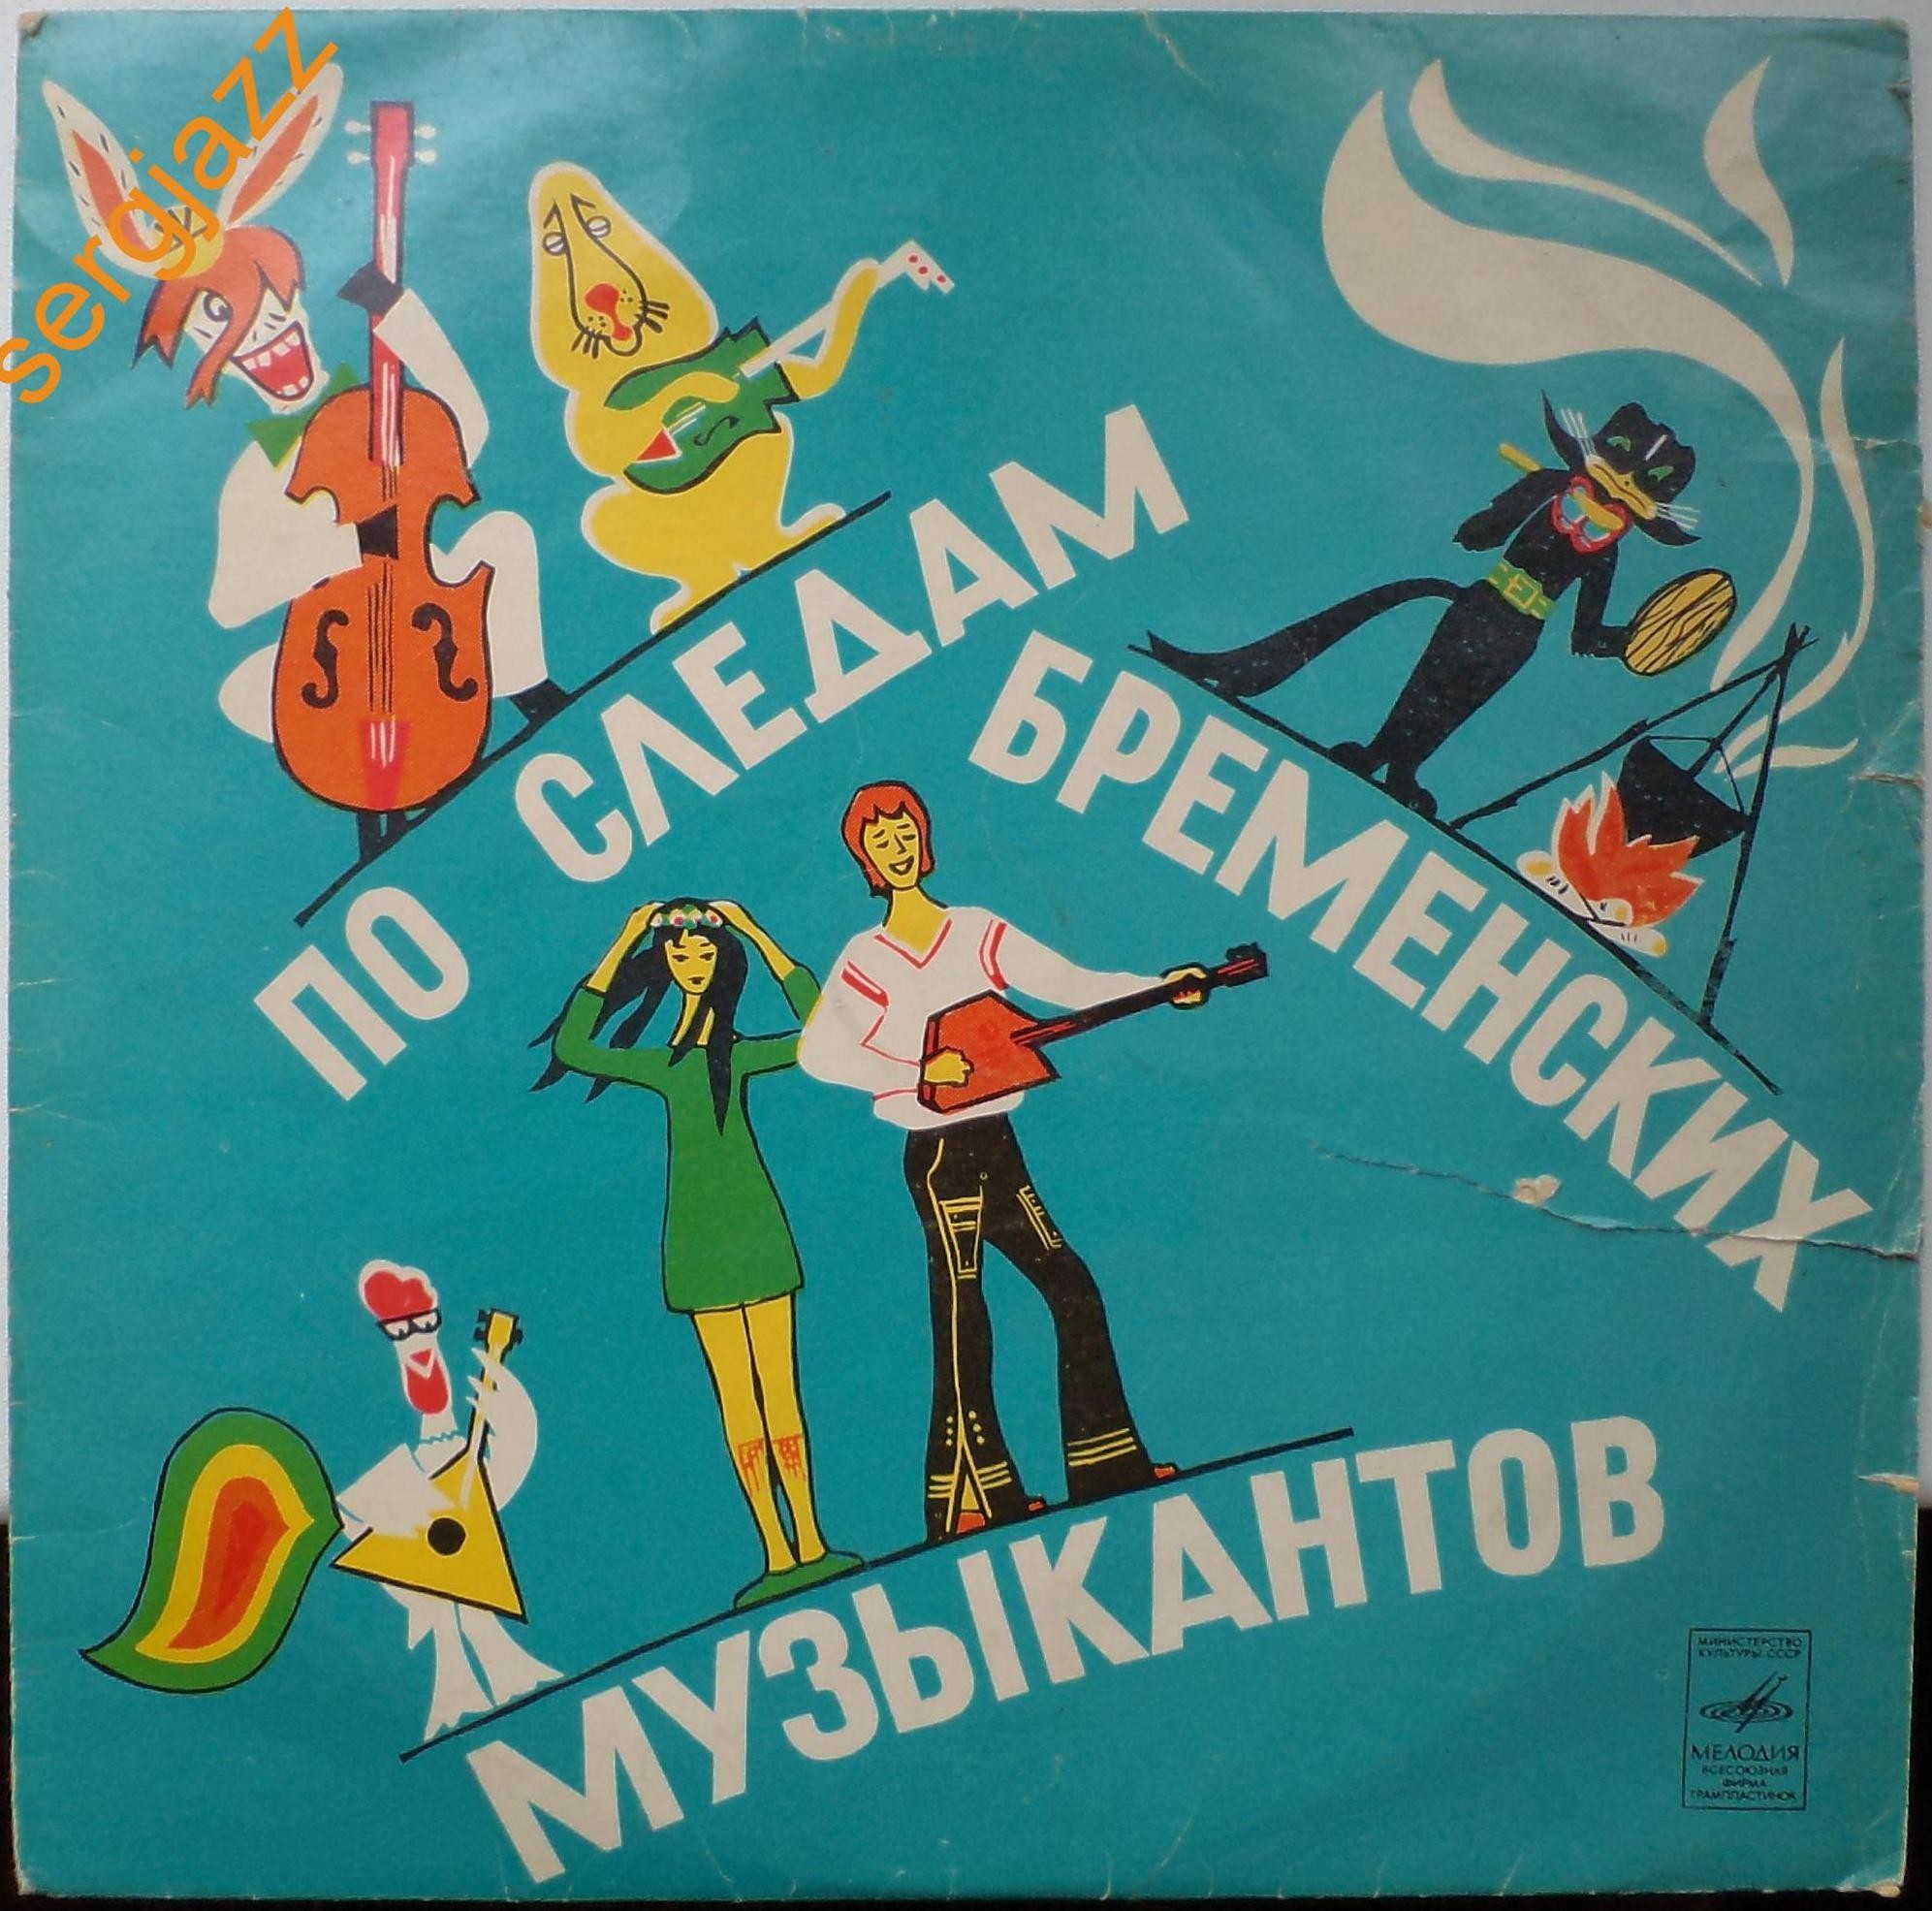 sergjazz
ПО СЛЕДАМ
БРЕМЕНСКИХ
МУЗЫКАНТОВ
МИНИСТЕРСТВО
КУЛЬТУРЫ СССР
МЕЛОДИЯ
ВСЕСОЮЗНАЯ
ФИРМА
ГРАМПЛАСТИНОК